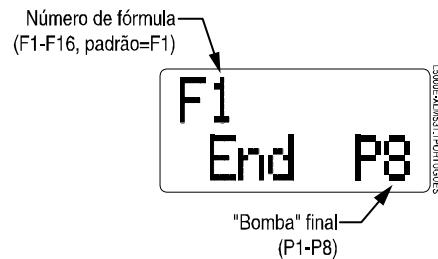 Número de fórmula
(F1-F16, padrão=F1)
F1
End P8
"Bomba" final
(P1-P8)